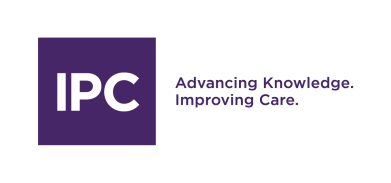 IPC
Advancing Knowledge.
Improving Care.